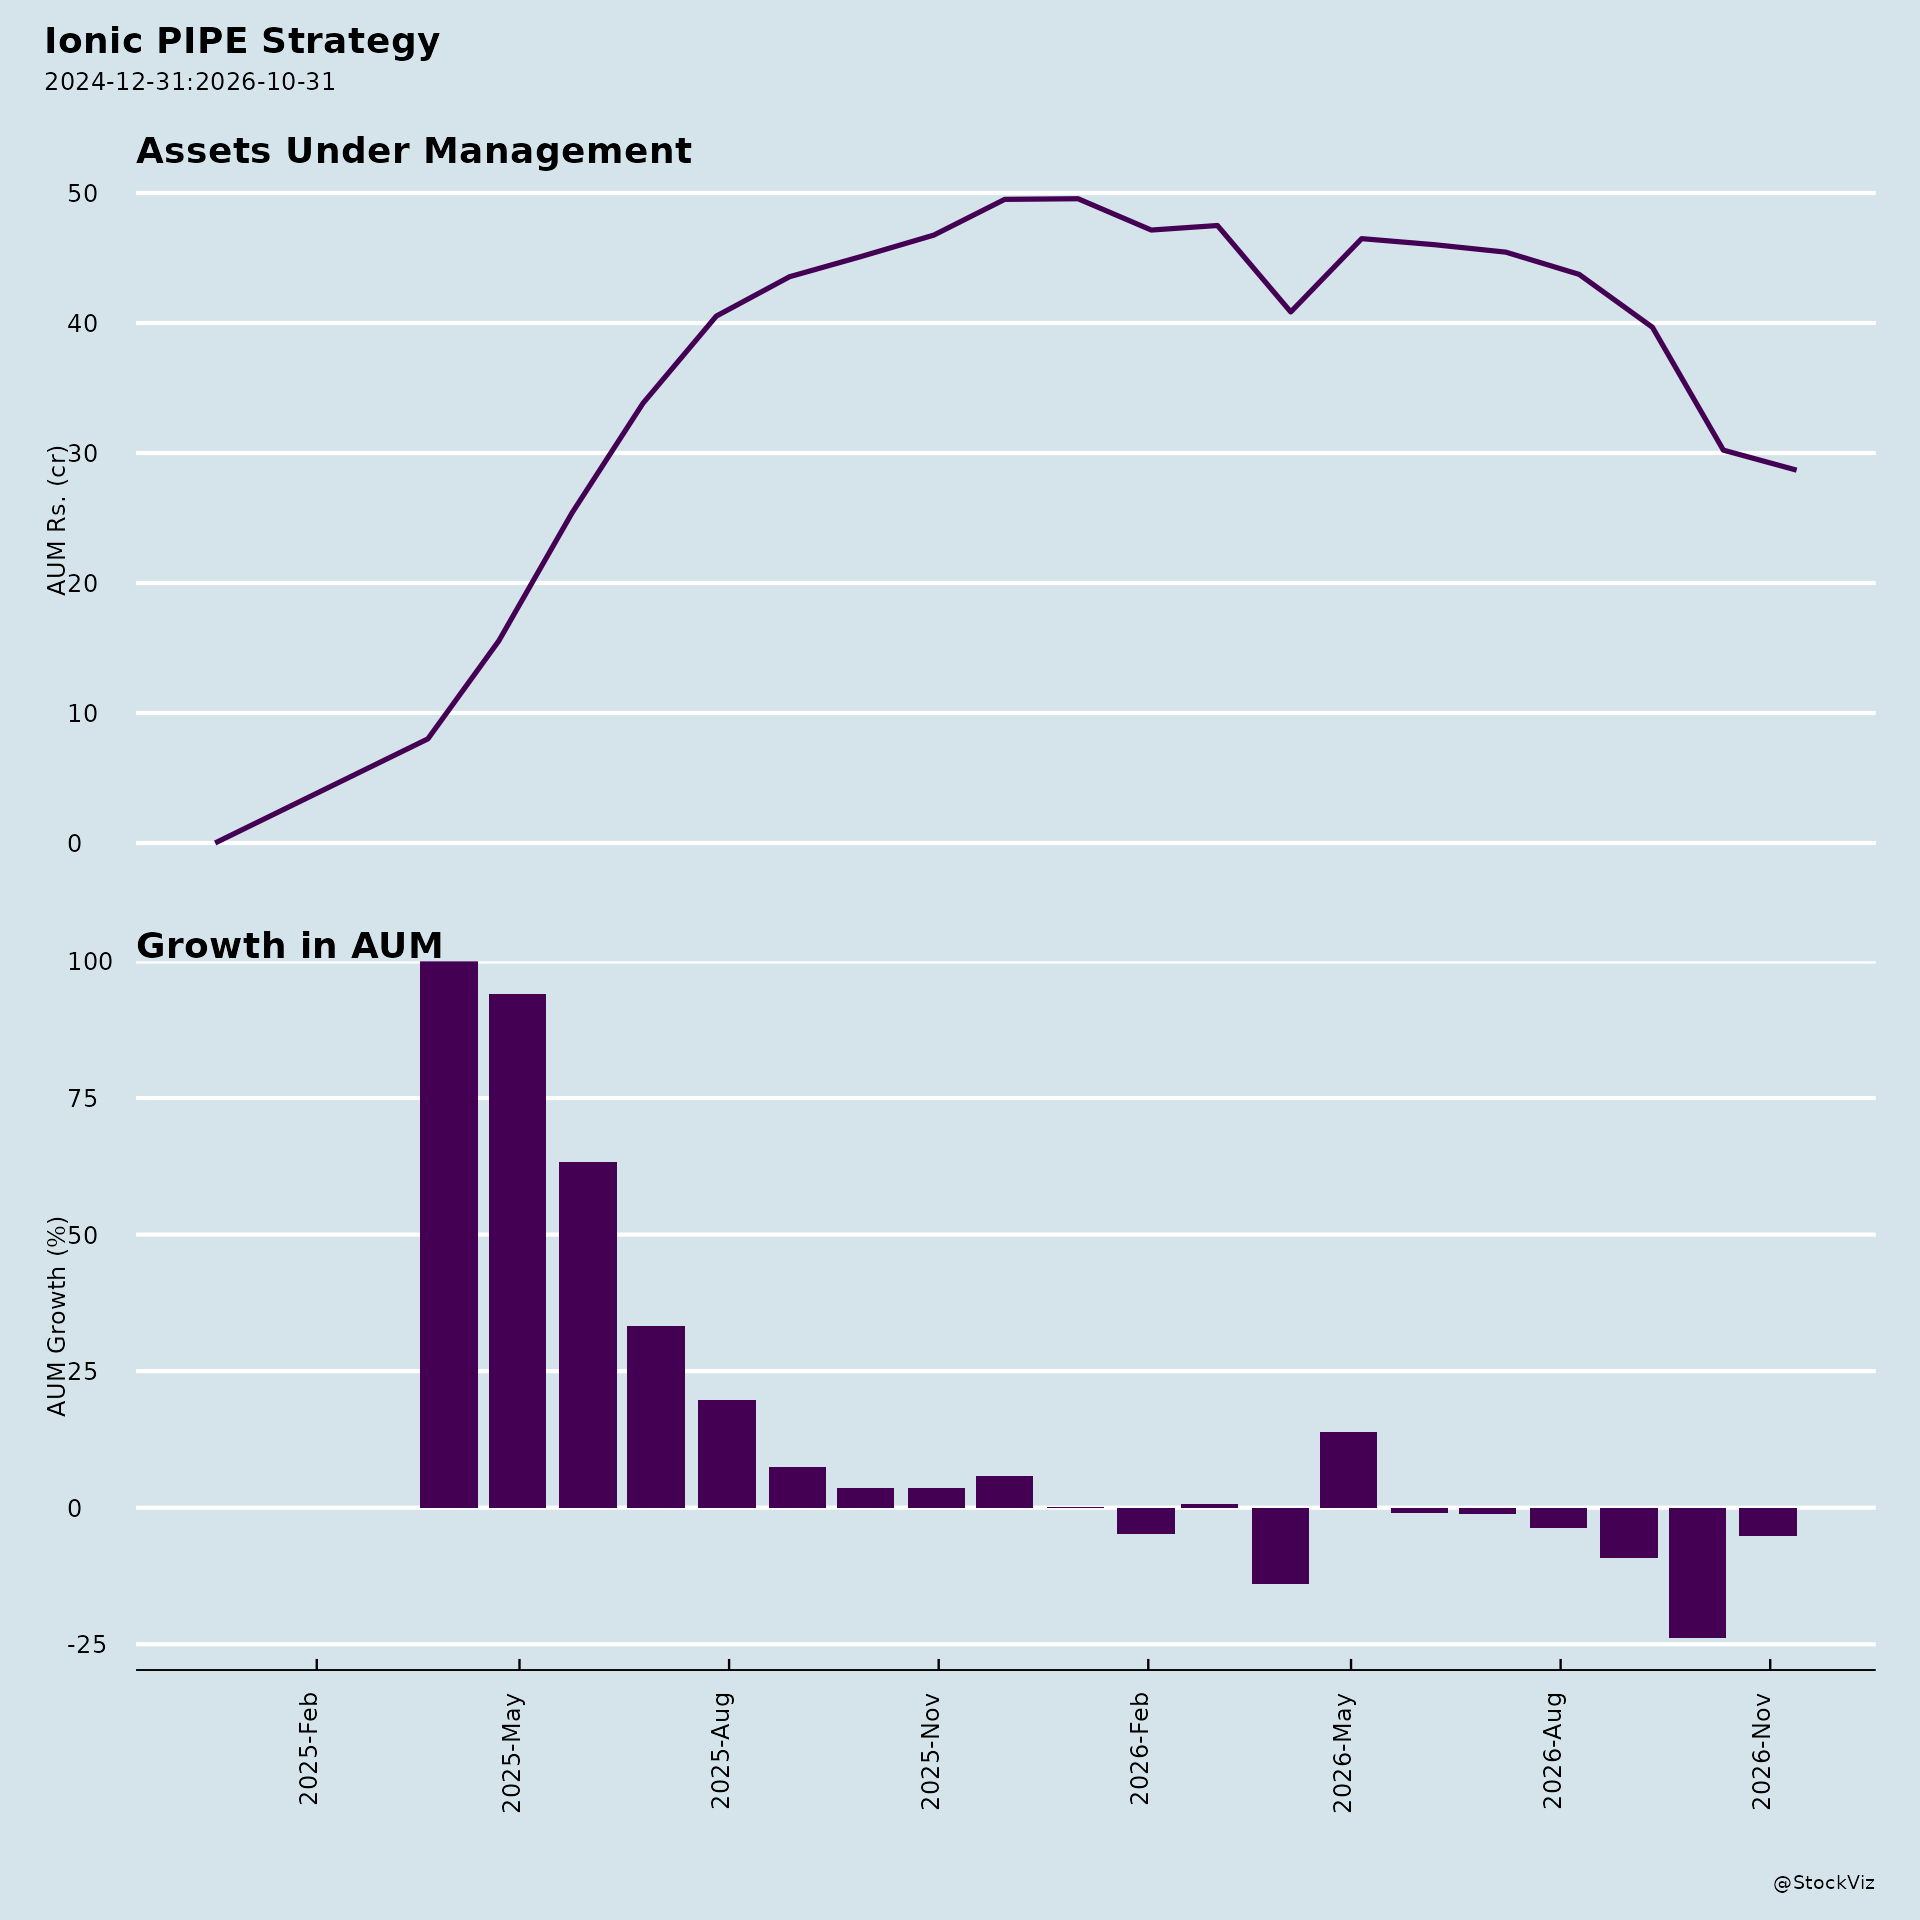 Ionic PIPE Strategy
2024-12-31:2026-10-31
Assets Under Management
50
40
30
20
10
0
AUM Rs. (cr)
Growth in AUM
100
75
50
25
0
-25
AUM Growth (%)
2025-Feb
2025-May
2025-Aug
2025-Nov
2026-Feb
2026-May
2026-Aug
2026-Nov
@StockViz